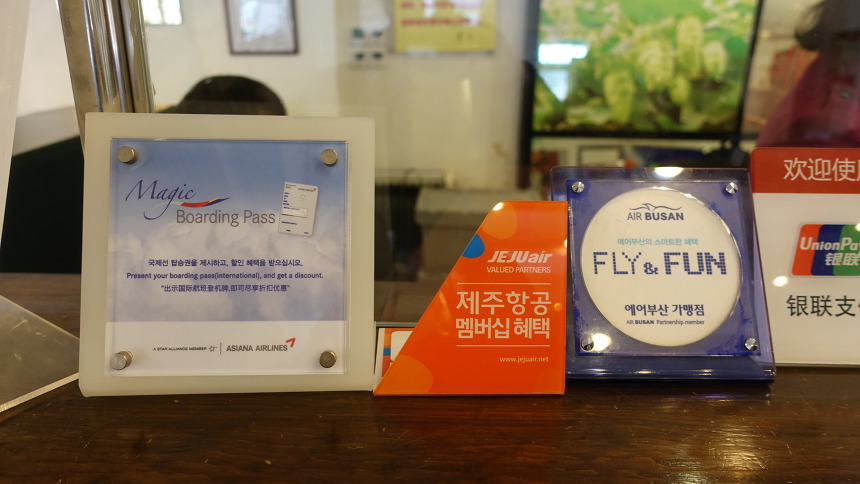 Magic
Boarding Pass
국제선 탑승권을 제시하고, 할인 혜택을 받으십시오.
Present your boarding pass(international), and get a discount.
"出示国际航班登机牌,即可尽享折扣优惠"
A STAR ALLIANCE MEMBER
ASIANA AIRLINES
JEJUair
VALUED PARTNERS
제주항공
멤버십 혜택
www.jejuair.net
AIR BUSAN
에어부산의 스마트한 혜택
FLY & FUN
에어부산 가맹점
AIR BUSAN Partnership member
欢迎使
UnionPay
银联
银联支